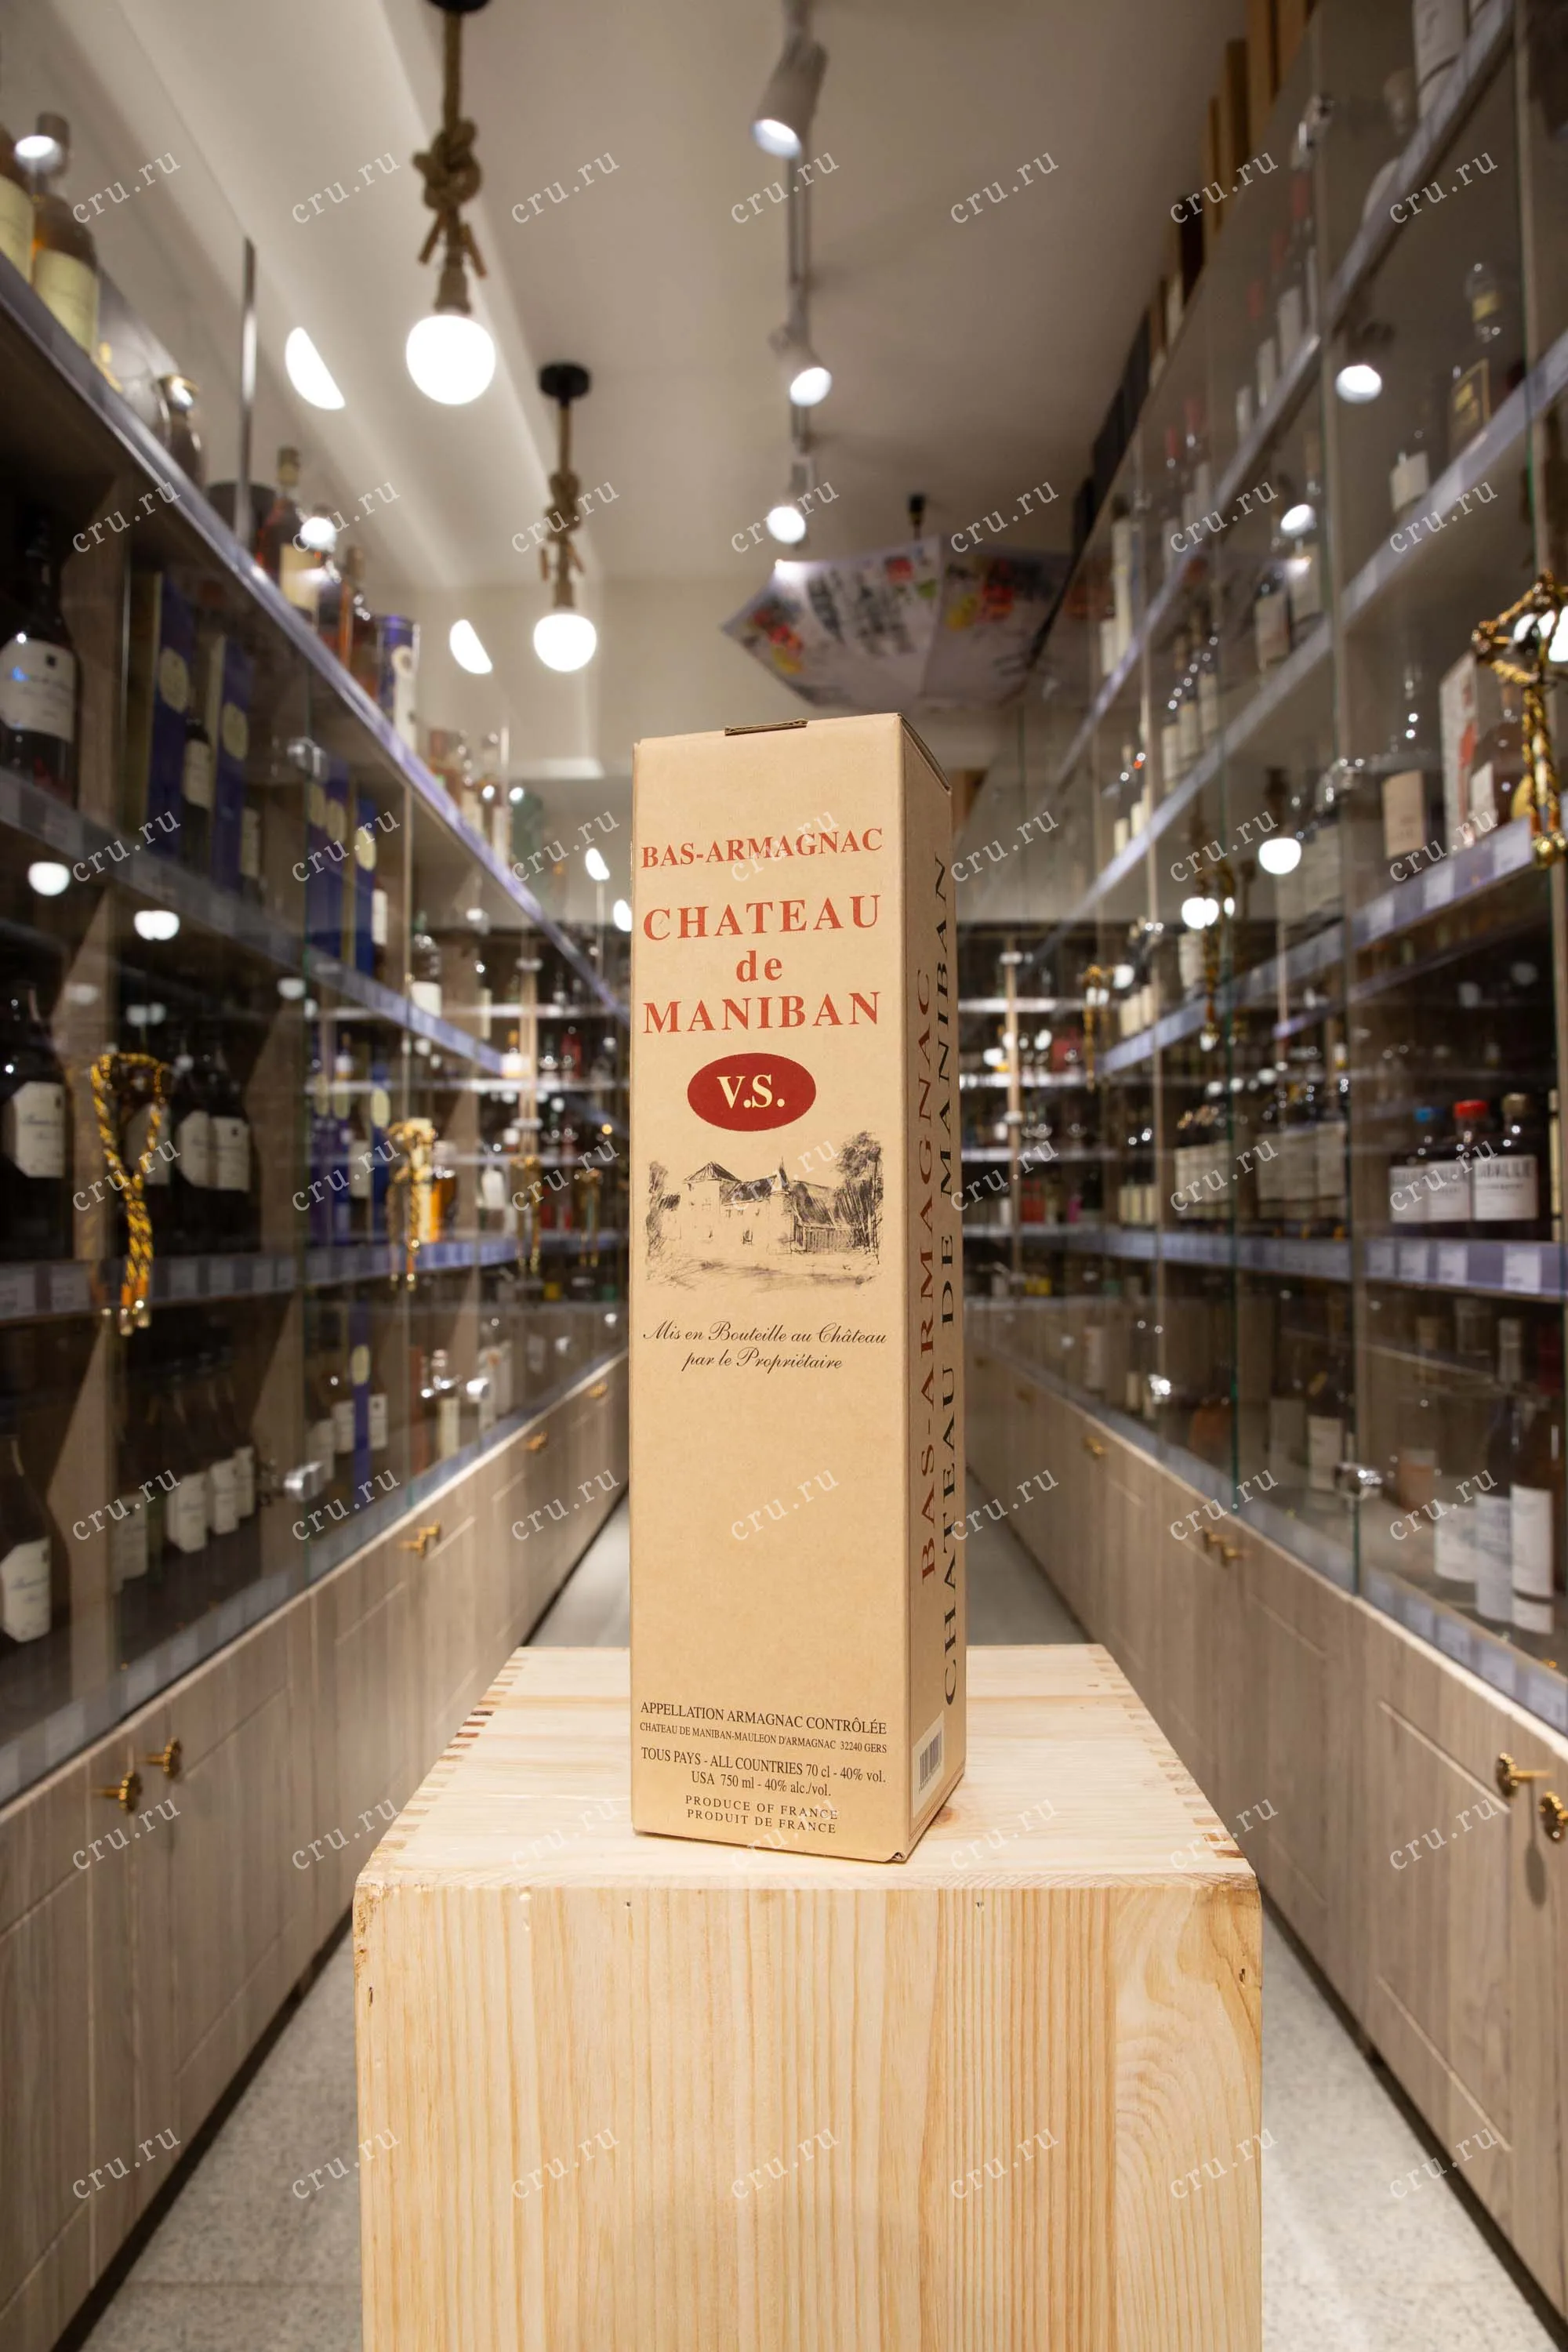 BAS-ARMAGNAC
CHATEAU
de
MANIBAN
V.S.
Mis en Bouteille au Château
par le Propriétaire
APPELLATION ARMAGNAC CONTRÔLÉE
CHATEAU DE MANIBAN-MAULEON D'ARMAGNAC 32240 GERS
TOUS PAYS - ALL COUNTRIES 70 cl - 40% vol.
USA 750 ml - 40% alc./vol.
PRODUCE OF FRANCE
PRODUIT DE FRANCE
BAS-ARMAGNAC
CHATEAU DE MANIBAN
cru.ru